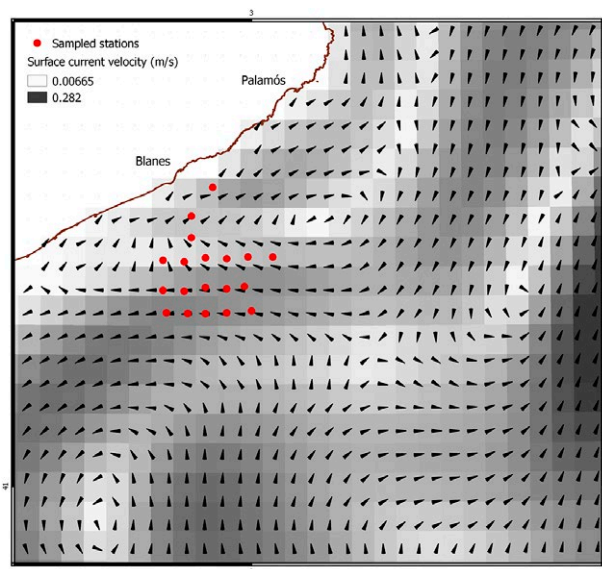 3
Sampled stations
Surface current velocity (m/s)
0.00665
0.282
Palamós
Blanes
41